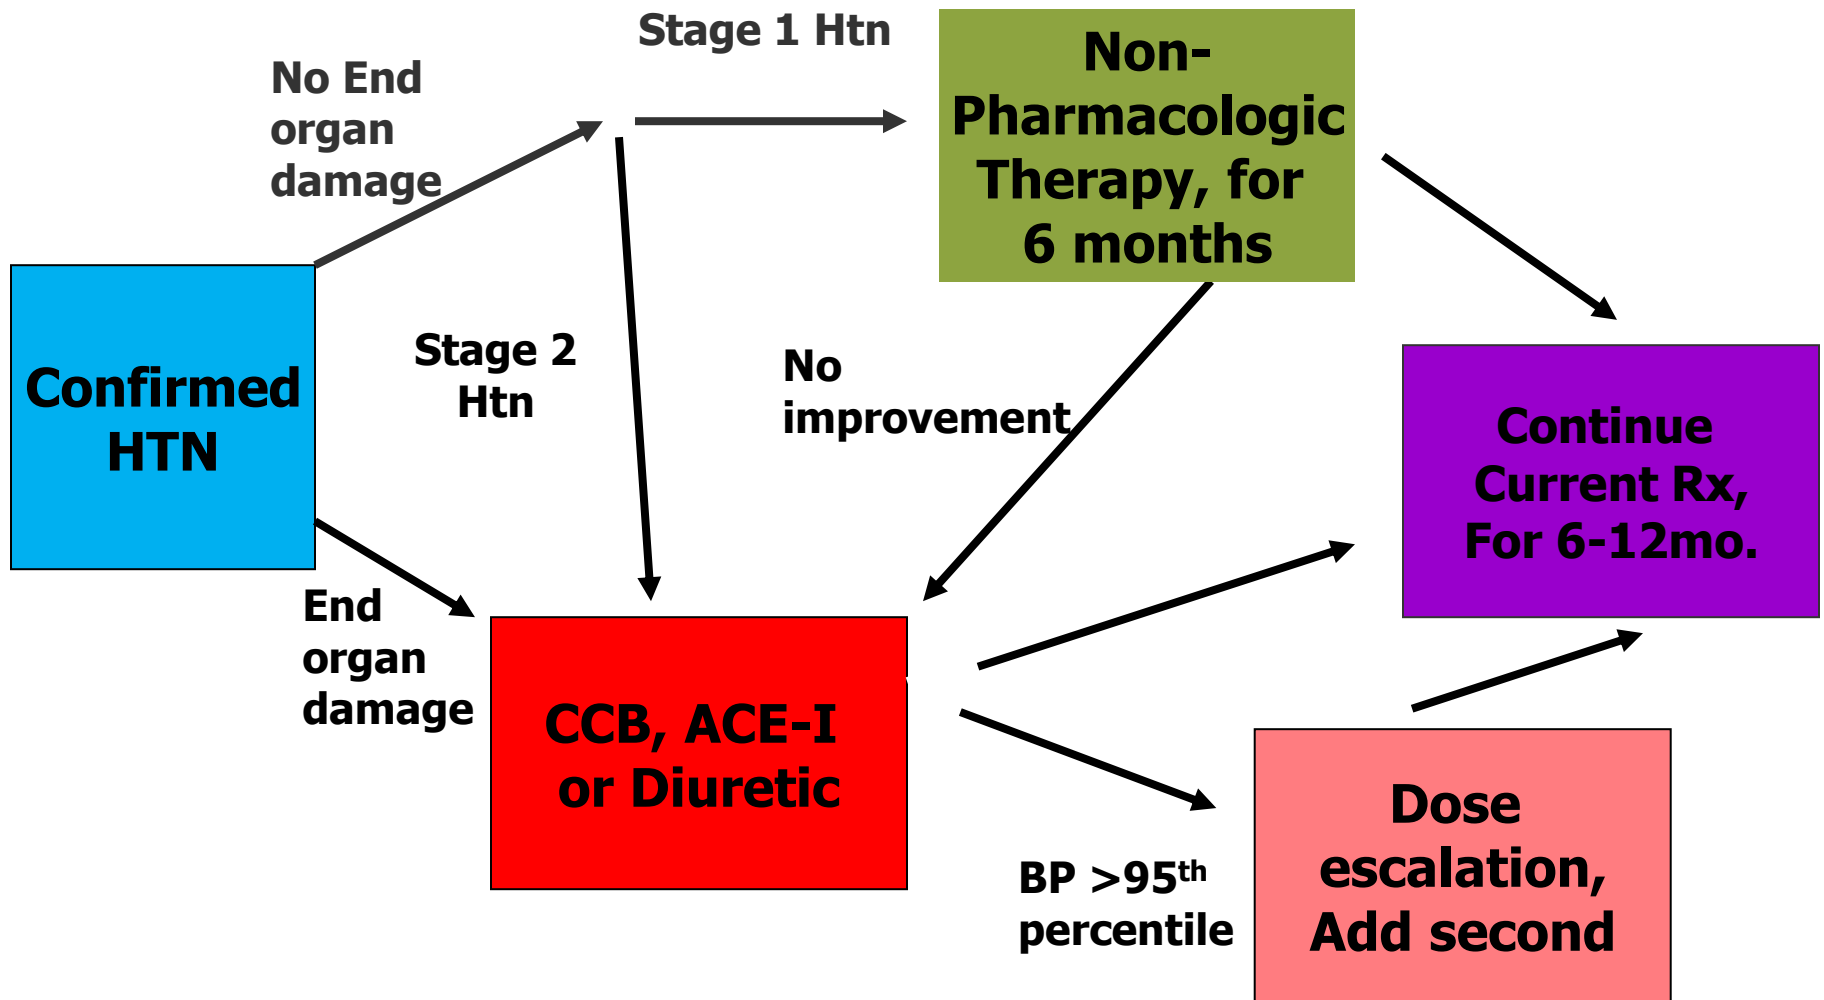 Stage 1 Htn
No End
organ
damage
Non-
Pharmacologic
Therapy, for
6 months
Confirmed
HTN
Stage 2
Htn
No
improvement
Continue
Current Rx,
For 6-12mo.
End
organ
damage
CCB, ACE-I
or Diuretic
BP >95th
percentile
Dose
escalation,
Add second